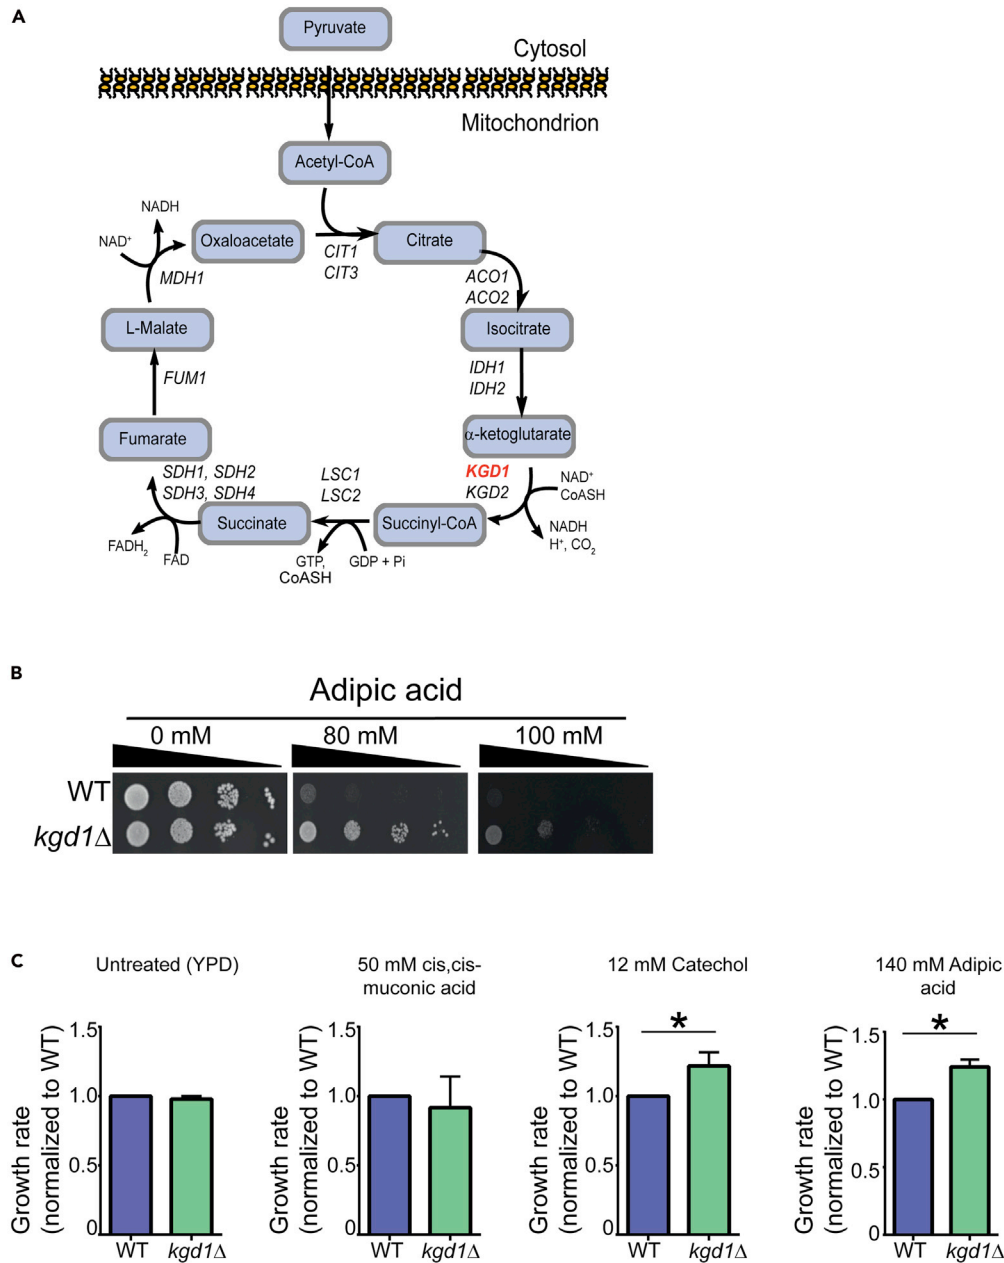 A
Pyruvate
Cytosol
Mitochondrion
Acetyl-CoA
NADH
NAD⁺
Oxaloacetate
Citrate
CIT1
CIT3
MDH1
ACO1
ACO2
L-Malate
Isocitrate
FUM1
IDH1
IDH2
Fumarate
α-ketoglutarate
SDH1, SDH2
SDH3, SDH4
LSC1
LSC2
KGD1
KGD2
NAD⁺
CoASH
Succinate
Succinyl-CoA
FADH₂
FAD
GTP,
CoASH
GDP + Pi
NADH
H⁺, CO₂
B
Adipic acid
0 mM
80 mM
100 mM
WT
kgd1Δ
C
Untreated (YPD)
Growth rate
(normalized to WT)
1.5
1.0
0.5
0
WT
kgd1Δ
50 mM cis,cis-
muconic acid
Growth rate
(normalized to WT)
1.5
1.0
0.5
0
WT
kgd1Δ
12 mM Catechol
Growth rate
(normalized to WT)
1.5
1.0
0.5
0
*
WT
kgd1Δ
140 mM Adipic
acid
Growth rate
(normalized to WT)
1.5
1.0
0.5
0
*
WT
kgd1Δ